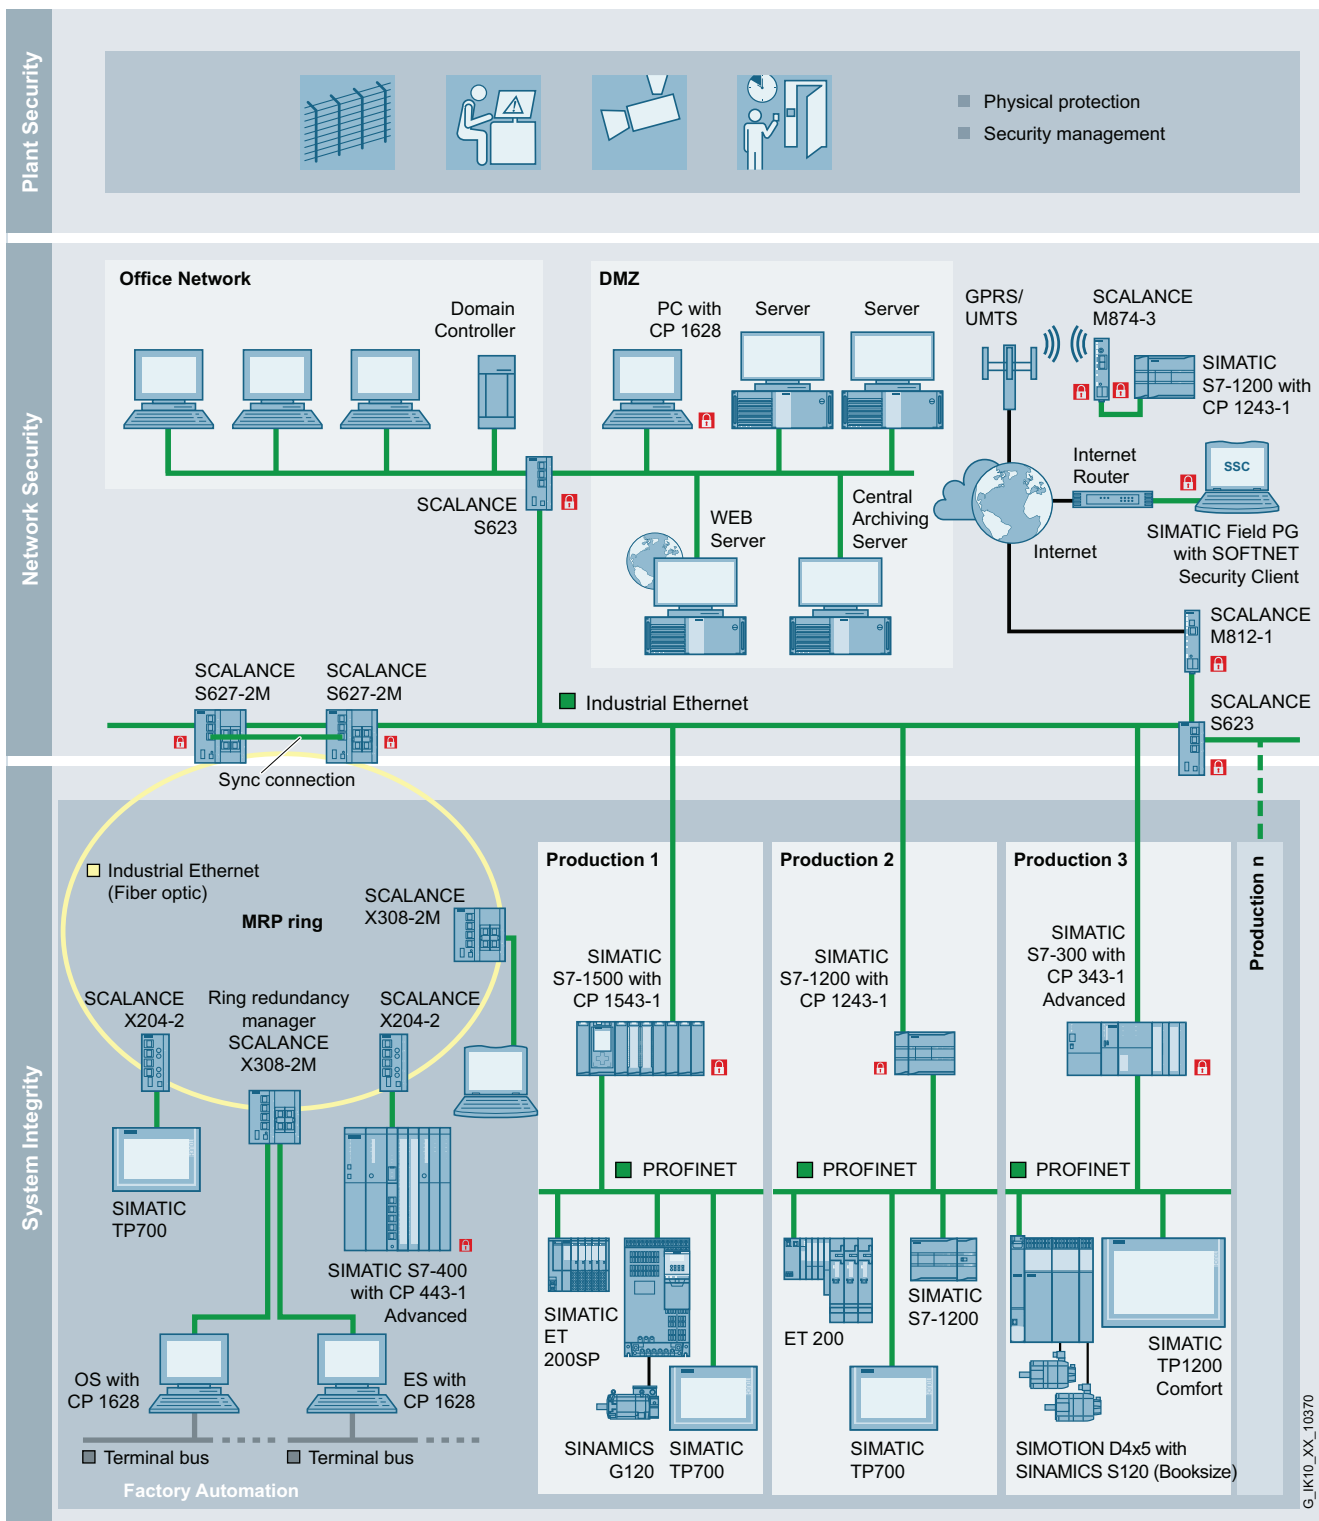 Plant Security
Physical protection
Security management
Network Security
Office Network
Domain
Controller
DMZ
PC with
CP 1628
Server
Server
GPRS/
UMTS
SCALANCE
M874-3
SIMATIC
S7-1200 with
CP 1243-1
SCALANCE
S623
WEB
Server
Central
Archiving
Server
Internet
Internet
Router
SSC
SIMATIC Field PG
with SOFTNET
Security Client
SCALANCE
M812-1
SCALANCE
S627-2M
SCALANCE
S627-2M
Industrial Ethernet
SCALANCE
S623
Sync connection
System Integrity
Industrial Ethernet
(Fiber optic)
MRP ring
SCALANCE
X308-2M
SCALANCE
X204-2
Ring redundancy
manager
SCALANCE
X308-2M
SCALANCE
X204-2
SIMATIC
TP700
SIMATIC S7-400
with CP 443-1
Advanced
OS with
CP 1628
ES with
CP 1628
Terminal bus
Terminal bus
Factory Automation
Production 1
SIMATIC
S7-1500 with
CP 1543-1
PROFINET
SIMATIC
ET
200SP
SINAMICS
G120
SIMATIC
TP700
Production 2
SIMATIC
S7-1200 with
CP 1243-1
PROFINET
ET 200
SIMATIC
S7-1200
SIMATIC
TP700
Production 3
SIMATIC
S7-300 with
CP 343-1
Advanced
PROFINET
SIMATIC
TP1200
Comfort
SIMOTION D4x5 with
SINAMICS S120 (Booksize)
Production n
G_IK10_XX_10370